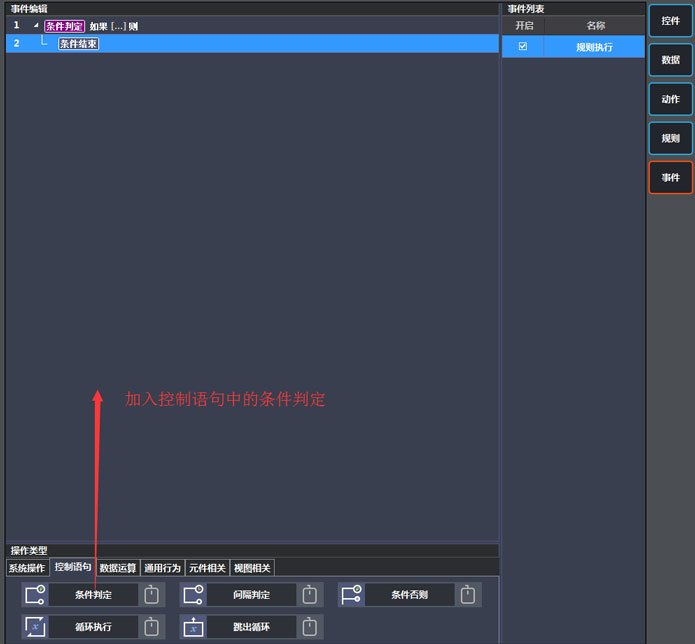 事件编辑
1 条件判定 如果 [...] 则
2 条件结束
加入控制语句中的条件判定
操作类型
系统操作 控制语句 数据运算 通用行为 元件相关 视图相关
条件判定 间隔判定 条件否则
循环执行 跳出循环
事件列表
开启 名称
规则执行
控件
数据
动作
规则
事件